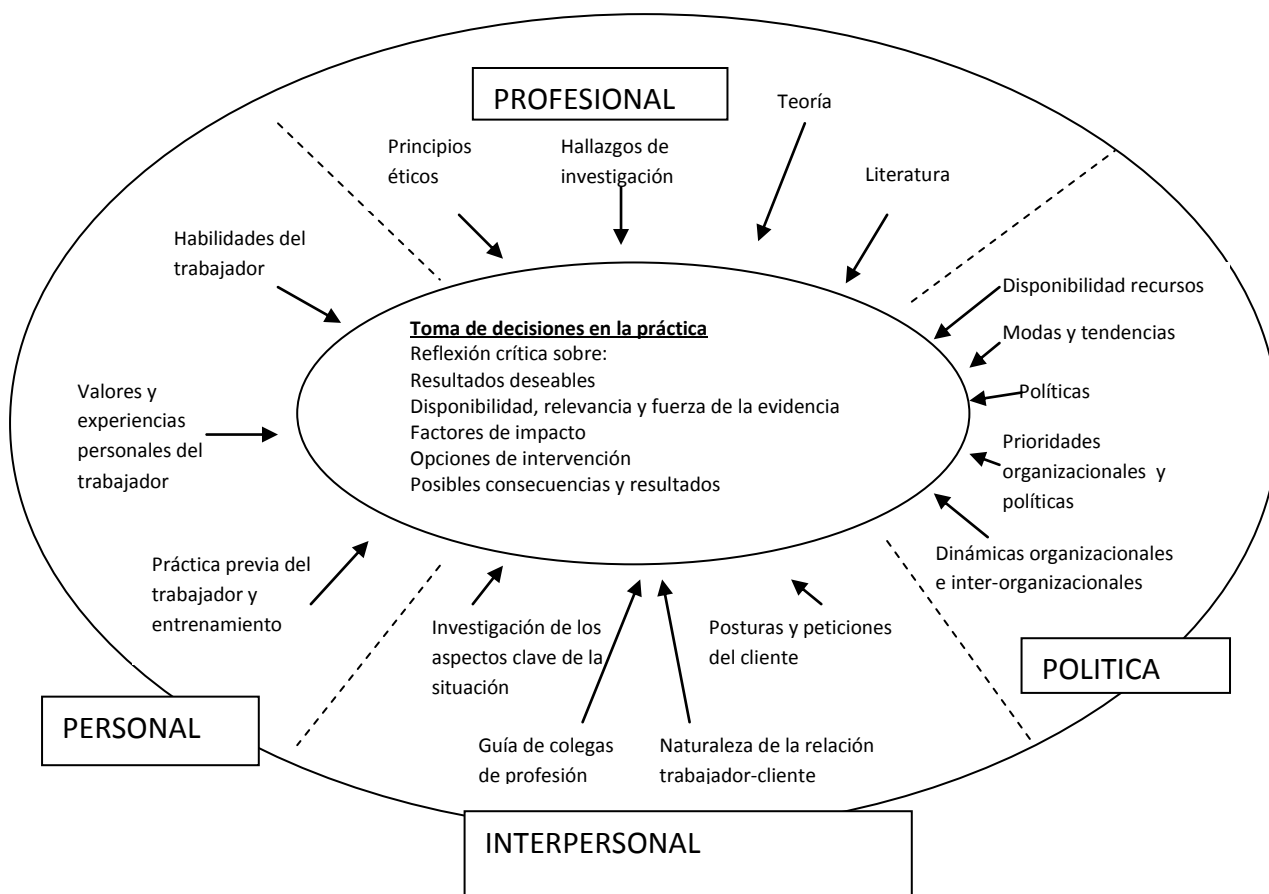 PROFESIONAL
Teoría
Principios
éticos
Hallazgos de
investigación
Literatura
Habilidades del
trabajador
Disponibilidad recursos
Modas y tendencias
Políticas
Prioridades
organizacionales y
políticas
Dinámicas organizacionales
e inter-organizacionales
Toma de decisiones en la práctica
Reflexión crítica sobre:
Resultados deseables
Disponibilidad, relevancia y fuerza de la evidencia
Factores de impacto
Opciones de intervención
Posibles consecuencias y resultados
Valores y
experiencias
personales del
trabajador
Práctica previa del
trabajador y
entrenamiento
Investigación de los
aspectos clave de la
situación
Posturas y peticiones
del cliente
POLITICA
PERSONAL
Guía de colegas
de profesión
Naturaleza de la relación
trabajador-cliente
INTERPERSONAL